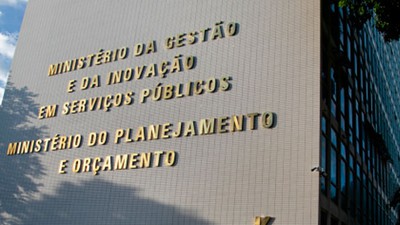 MINISTÉRIO DA GESTÃO
E DA INOVAÇÃO
EM SERVIÇOS PÚBLICOS
MINISTÉRIO DO PLANEJAMENTO
E ORÇAMENTO